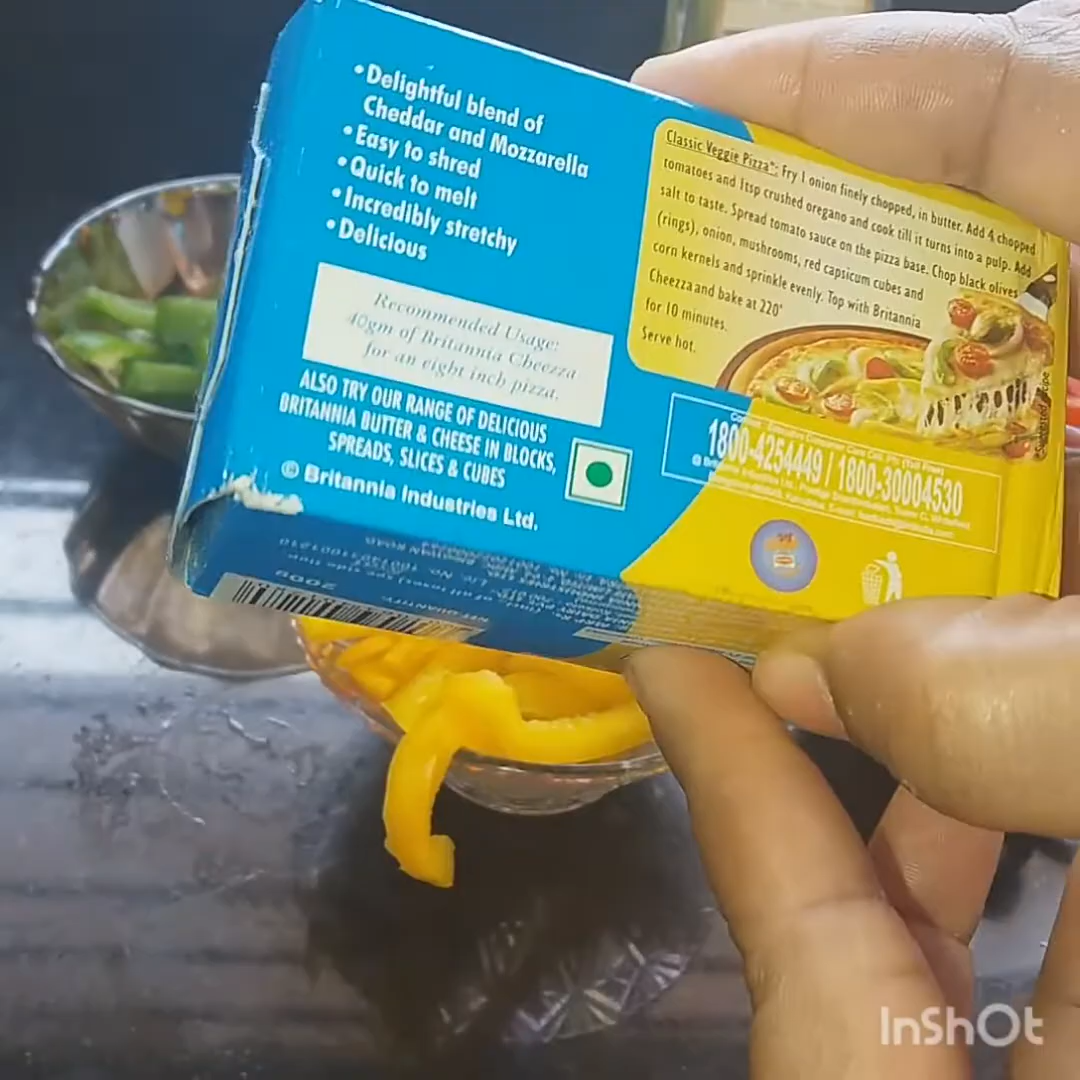 •Delightful blend of
Cheddar and Mozzarella
•Easy to shred
•Quick to melt
•Incredibly stretchy
•Delicious
Recommended Usage:
40gm of Britannia Cheezza
for an eight inch pizza.
ALSO TRY OUR RANGE OF DELICIOUS
BRITANNIA BUTTER & CHEESE IN BLOCKS,
SPREADS, SLICES & CUBES
© Britannia Industries Ltd.
Classic Veggie Pizza*: Fry 1 onion finely chopped, in butter. Add 4 chopped
tomatoes and 1tsp crushed oregano and cook till it turns into a pulp. Add
salt to taste. Spread tomato sauce on the pizza base. Chop black olives
(rings), onion, mushrooms, red capsicum cubes and
corn kernels and sprinkle evenly. Top with Britannia
Cheezza and bake at 220°
for 10 minutes.
Serve hot.
1800-4254449 / 1800-30004530
200g
InShOt